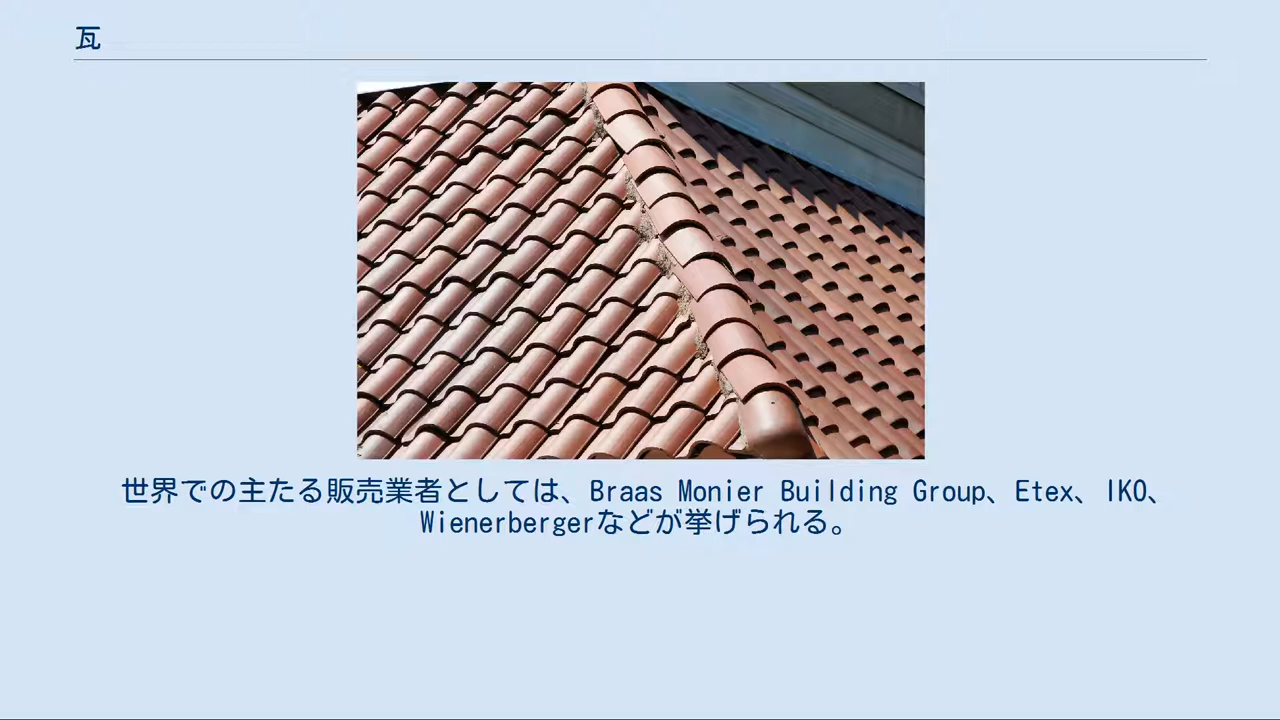 瓦
世界での主たる販売業者としては、Braas Monier Building Group、Etex、IKO、
Wienerbergerなどが挙げられる。